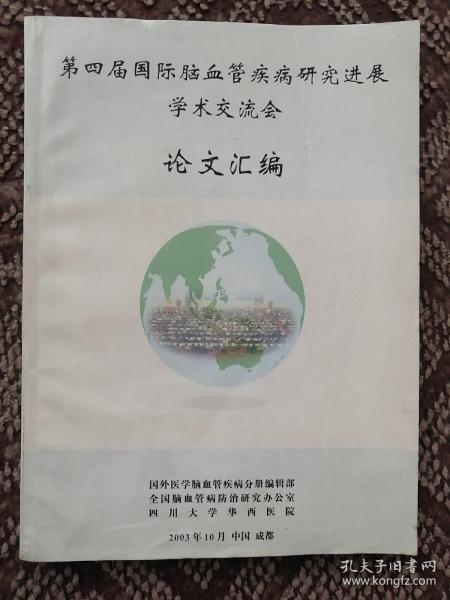 第四届国际脑血管疾病研究进展
学术交流会
论文汇编
国外医学脑血管疾病分册编辑部
全国脑血管病防治研究办公室
四川大学华西医院
2003年10月 中国 成都
孔夫子旧书网
www.kongfz.com